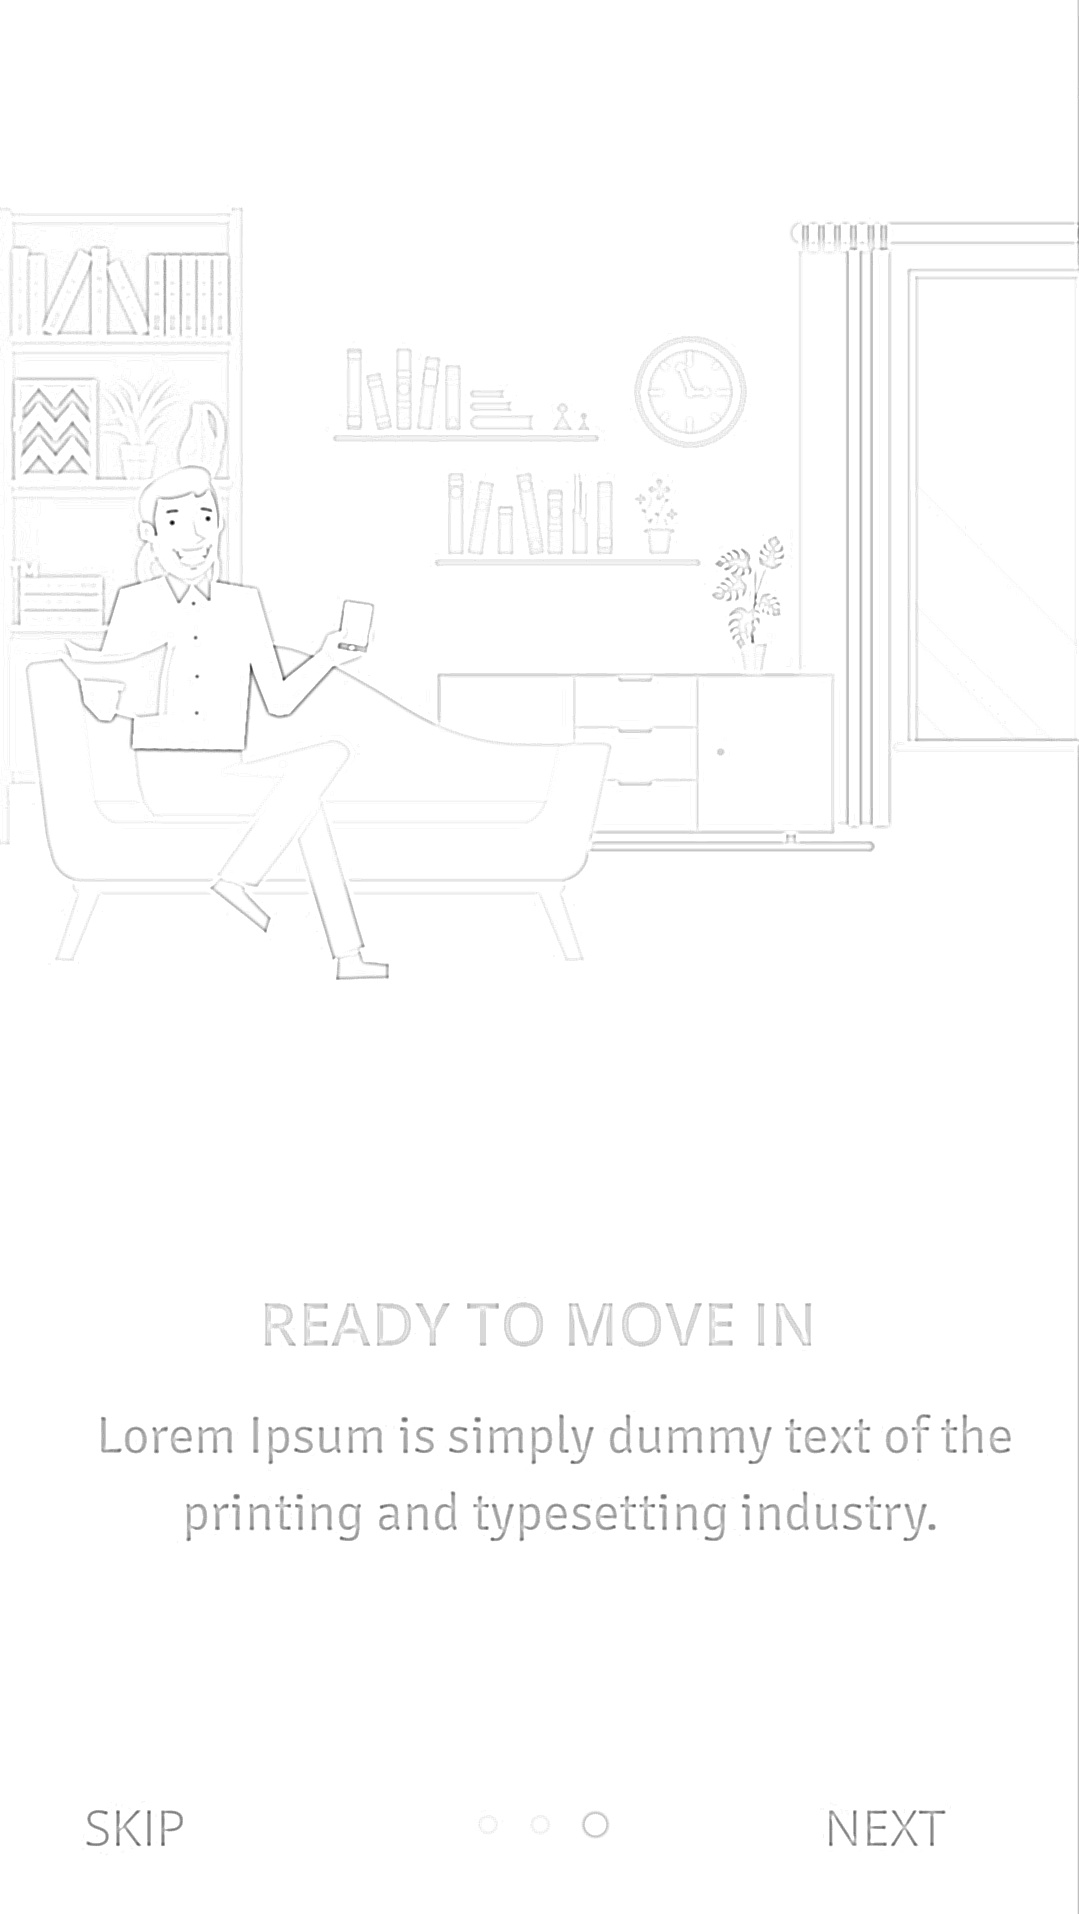 READY TO MOVE IN
Lorem Ipsum is simply dummy text of the
printing and typesetting industry.
SKIP
NEXT